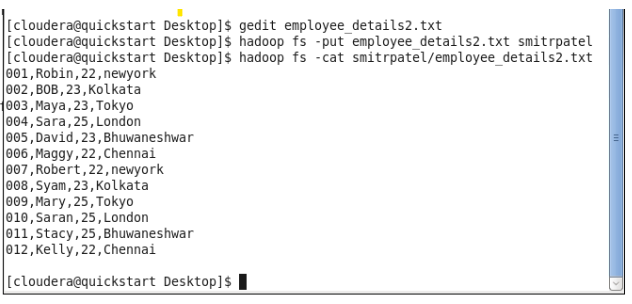 [cloudera@quickstart Desktop]$ gedit employee_details2.txt
[cloudera@quickstart Desktop]$ hadoop fs -put employee_details2.txt smitrpatel
[cloudera@quickstart Desktop]$ hadoop fs -cat smitrpatel/employee_details2.txt
001,Robin,22,newyork
002,BOB,23,Kolkata
003,Maya,23,Tokyo
004,Sara,25,London
005,David,23,Bhuwaneshwar
006,Maggy,22,Chennai
007,Robert,22,newyork
008,Syam,23,Kolkata
009,Mary,25,Tokyo
010,Saran,25,London
011,Stacy,25,Bhuwaneshwar
012,Kelly,22,Chennai
[cloudera@quickstart Desktop]$